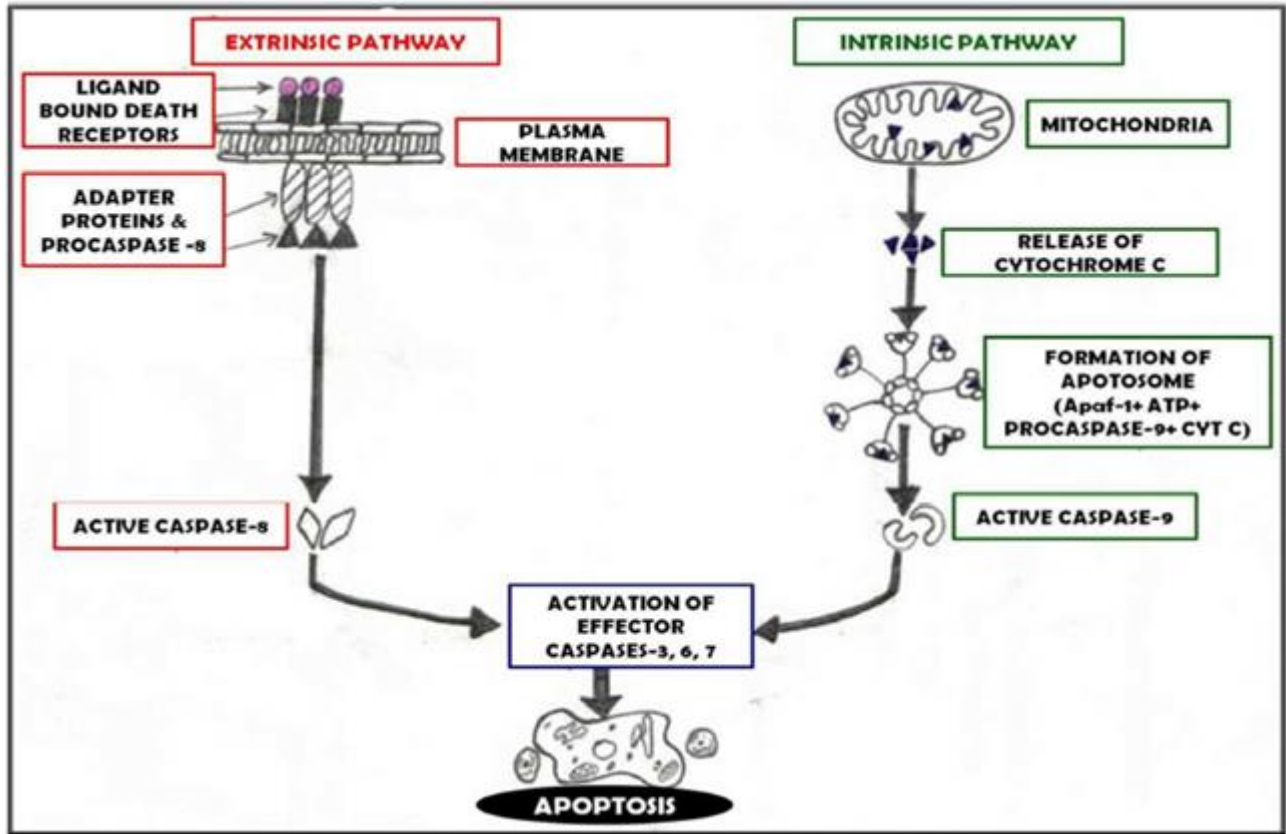 EXTRINSIC PATHWAY
LIGAND
BOUND DEATH
RECEPTORS
PLASMA
MEMBRANE
ADAPTER
PROTEINS &
PROCASPASE -8
ACTIVE CASPASE-8
INTRINSIC PATHWAY
MITOCHONDRIA
RELEASE OF
CYTOCHROME C
FORMATION OF
APOTOSOME
(Apaf-1+ ATP+
PROCASPASE-9+ CYT C)
ACTIVE CASPASE-9
ACTIVATION OF
EFFECTOR
CASPASES-3, 6, 7
APOPTOSIS